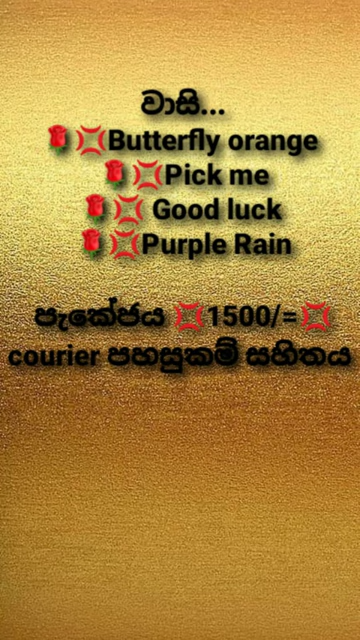 වාසි...
🌹💢Butterfly orange
🌹💢Pick me
🌹💢 Good luck
🌹💢Purple Rain
පැකේජය 💢1500/=💢
courier පහසුකම් සහිතය